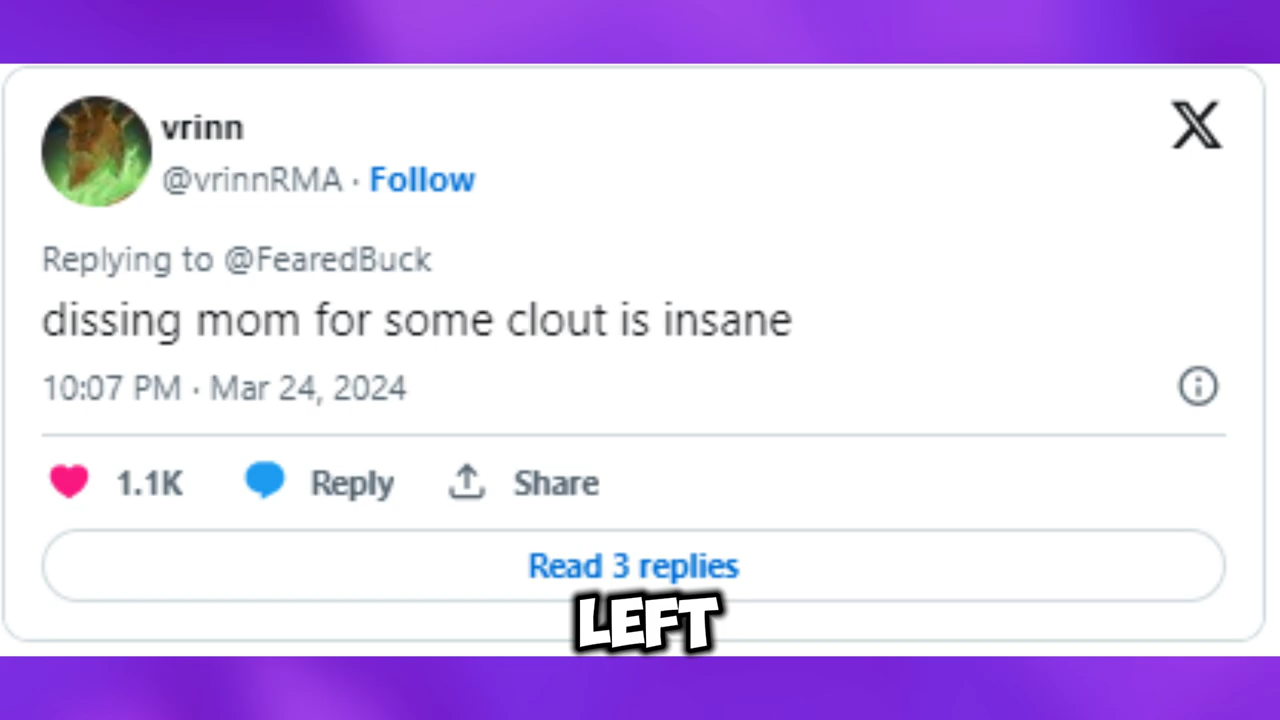 vrinn
@vrinnRMA · Follow
Replying to @FearedBuck
dissing mom for some clout is insane
10:07 PM · Mar 24, 2024
1.1K Reply Share
Read 3 replies
LEFT